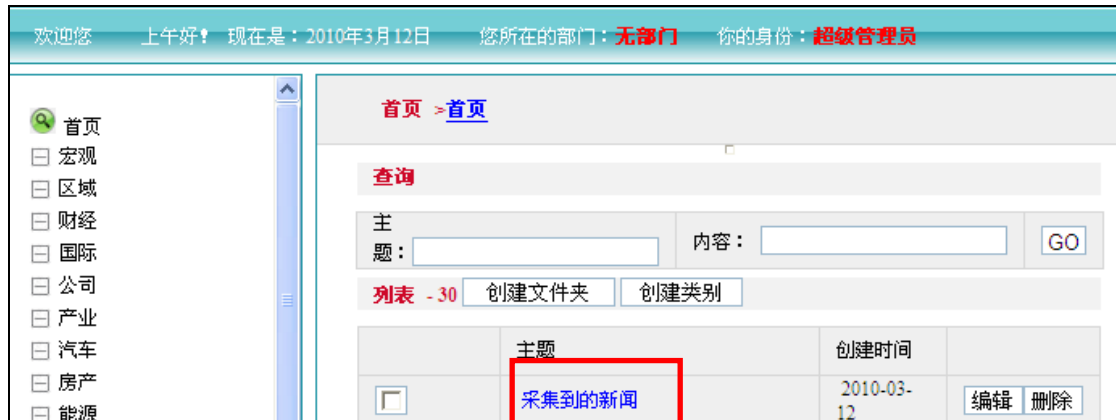 欢迎您 上午好！ 现在是：2010年3月12日 您所在的部门：无部门 你的身份：超级管理员
首页
宏观
区域
财经
国际
公司
产业
汽车
房产
能源
首页 >首页
查询
主题： 内容： GO
列表 - 30 创建文件夹 创建类别
主题 创建时间
采集到的新闻 2010-03-12 编辑 删除